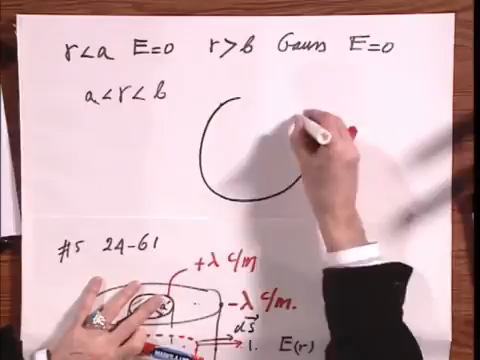 r<a E=0 r>b Gauss E=0
a<r<b
#5 24-61
+λ C/m
-λ C/m.
dS
1. E(r)